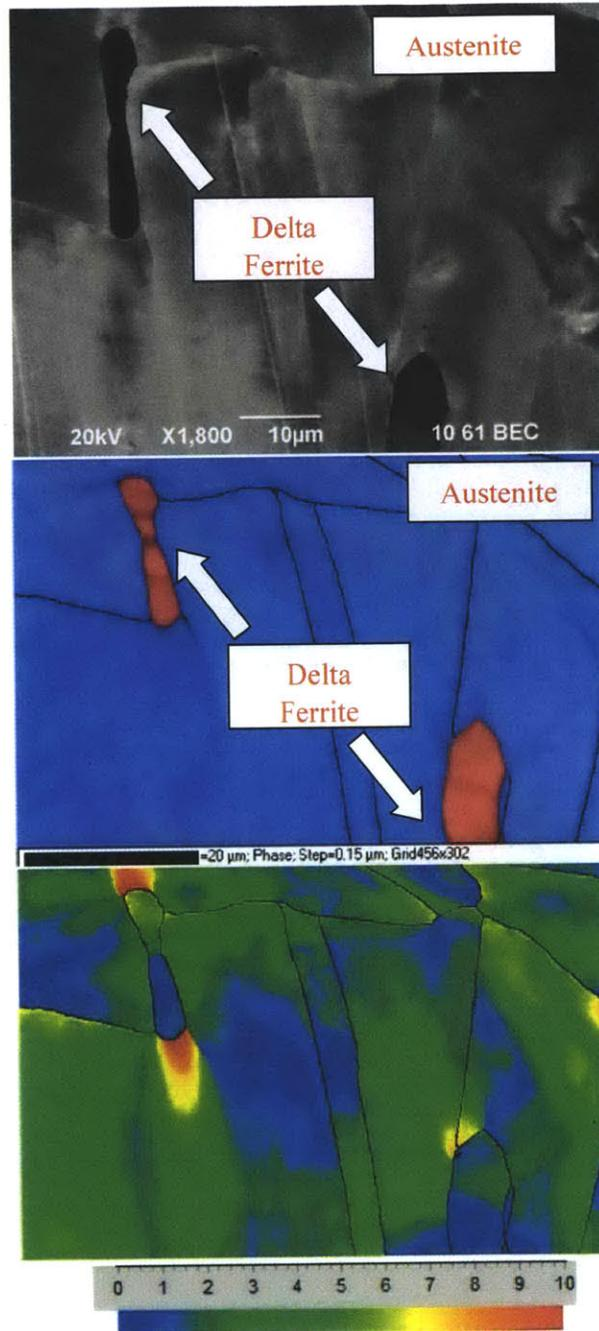 Austenite
Delta
Ferrite
20kV X1,800 10μm 10 61 BEC
Austenite
Delta
Ferrite
=20 μm; Phase; Step=0.15 μm; Grid456x302
0 1 2 3 4 5 6 7 8 9 10